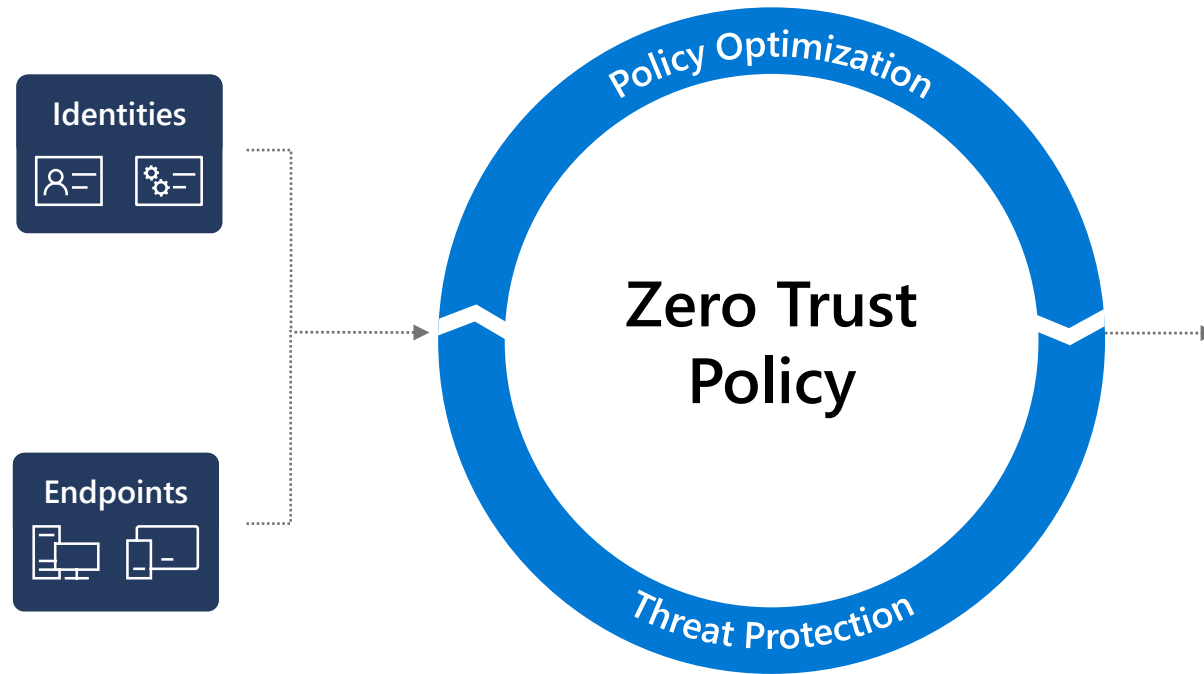 Policy Optimization
Identities
Zero Trust
Policy
Endpoints
Threat Protection